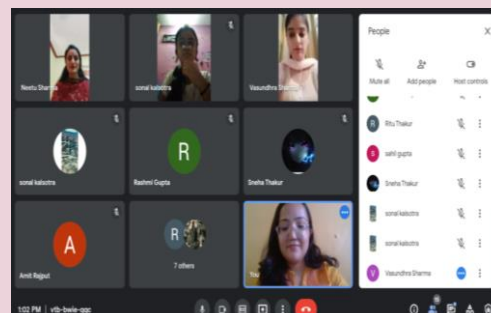 People
X
Mute all
Add people
Host controls
Neetu Sharma
sonal kalsotra
Vasundhra Sharma
R
Ritu Thakur
S
sahil gupta
Sneha Thakur
sonal kalsotra
sonal kalsotra
V
Vasundhra Sharma
sonal kalsotra
R
Rashmi Gupta
Sneha Thakur
A
Amit Rajput
R
7 others
You
1:02 PM | vtb-bwie-qqc